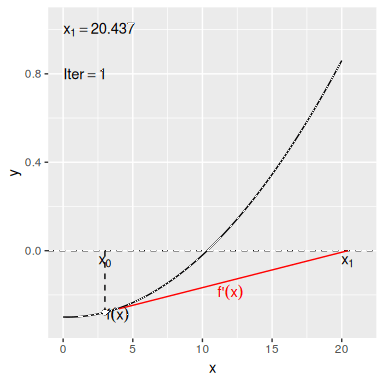 x₁ = 20.437
Iter = 1
0.8
0.4
0.0
y
x₀
x₁
f'(x)
f(x)
0 5 10 15 20
x